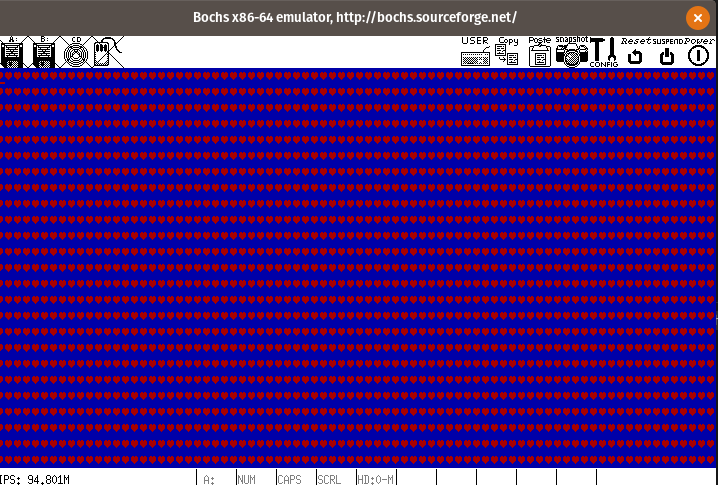 Bochs x86-64 emulator, http://bochs.sourceforge.net/
A: B: CD USER Copy Paste snapshot CONFIG Reset SUSPEND Power
IPS: 94.801M A: NUM CAPS SCRL HD:0-M